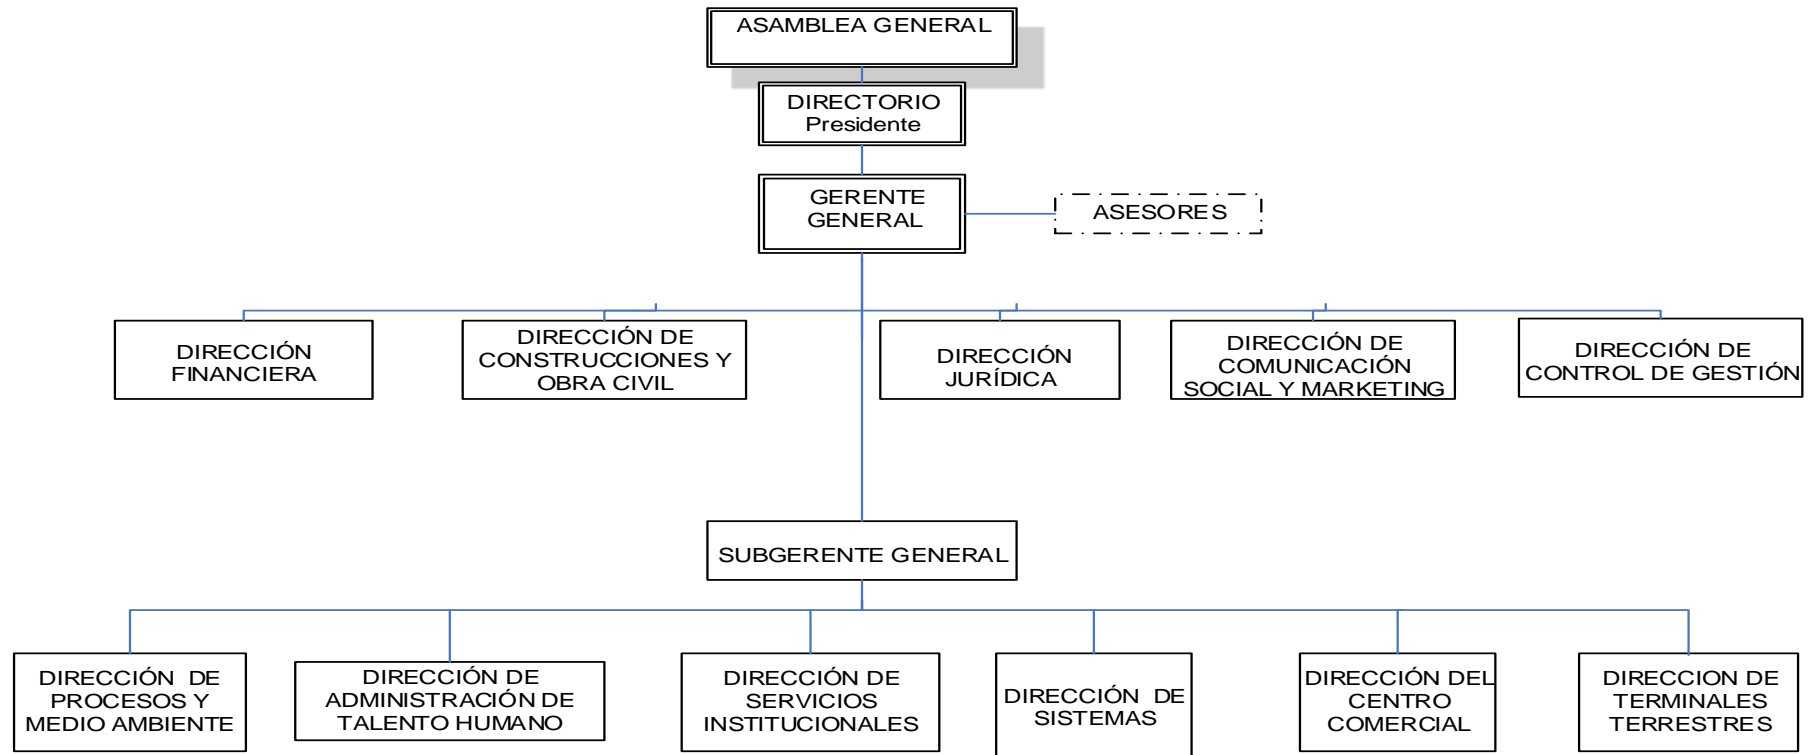 ASAMBLEA GENERAL
DIRECTORIO
Presidente
GERENTE
GENERAL
ASESORES
DIRECCIÓN
FINANCIERA
DIRECCIÓN DE
CONSTRUCCIONES Y
OBRA CIVIL
DIRECCIÓN
JURÍDICA
DIRECCIÓN DE
COMUNICACIÓN
SOCIAL Y MARKETING
DIRECCIÓN DE
CONTROL DE GESTIÓN
SUBGERENTE GENERAL
DIRECCIÓN DE
PROCESOS Y
MEDIO AMBIENTE
DIRECCIÓN DE
ADMINISTRACIÓN DE
TALENTO HUMANO
DIRECCIÓN DE
SERVICIOS
INSTITUCIONALES
DIRECCIÓN DE
SISTEMAS
DIRECCIÓN DEL
CENTRO
COMERCIAL
DIRECCION DE
TERMINALES
TERRESTRES